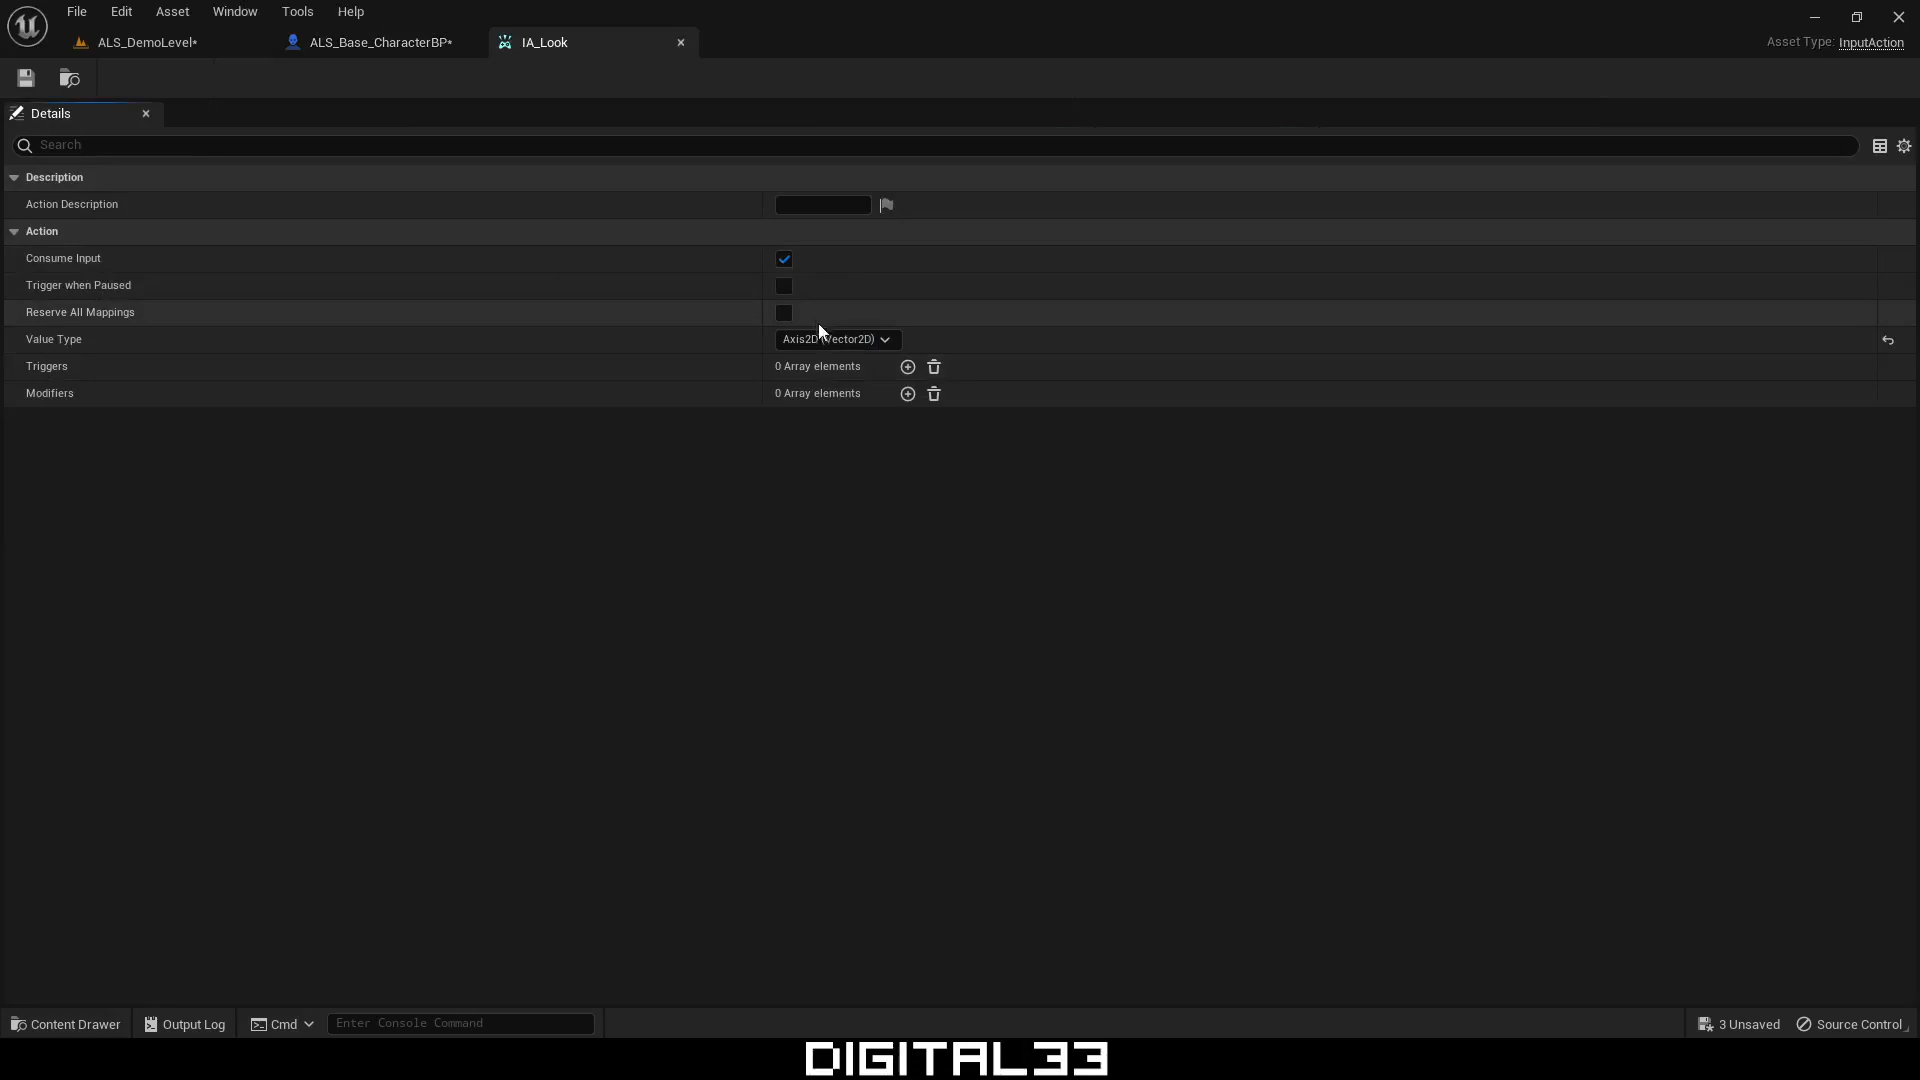 File Edit Asset Window Tools Help
ALS_DemoLevel* ALS_Base_CharacterBP* IA_Look Asset Type: InputAction
Details
Search
Description
Action Description
Action
Consume Input
Trigger when Paused
Reserve All Mappings
Value Type Axis2D (Vector2D)
Triggers 0 Array elements
Modifiers 0 Array elements
Content Drawer Output Log Cmd Enter Console Command 3 Unsaved Source Control
DIGITAL33